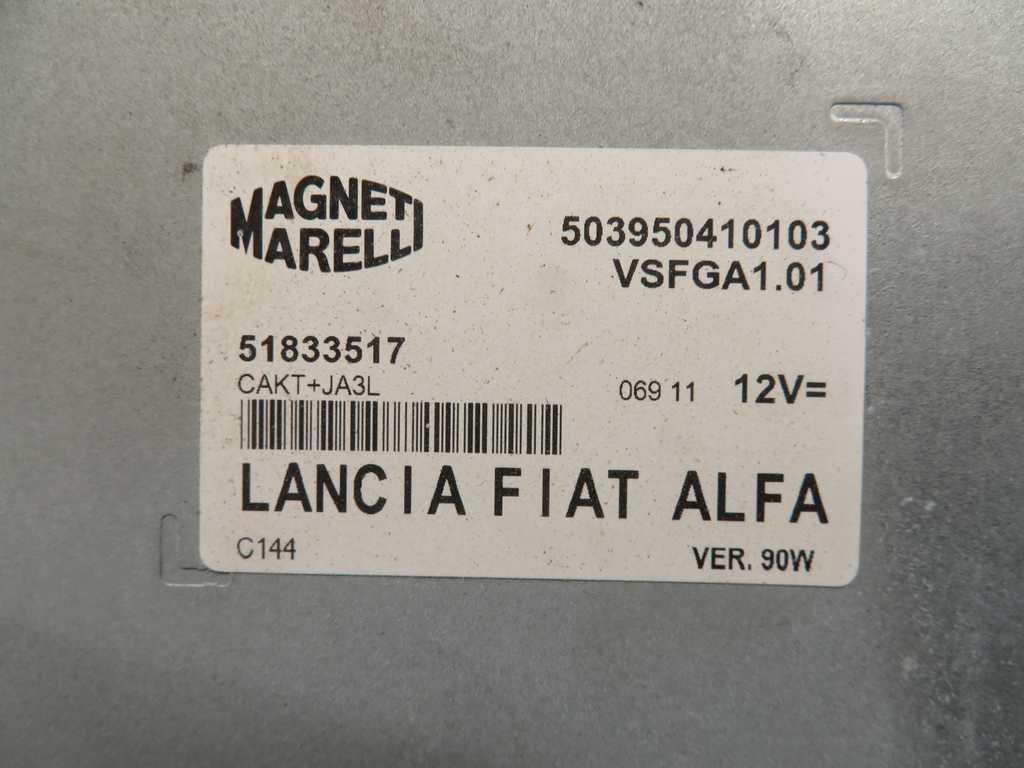 MAGNETI
MARELLI
503950410103
VSFGA1.01
51833517
CAKT+JA3L
069 11 12V=
LANCIA FIAT ALFA
C144
VER. 90W